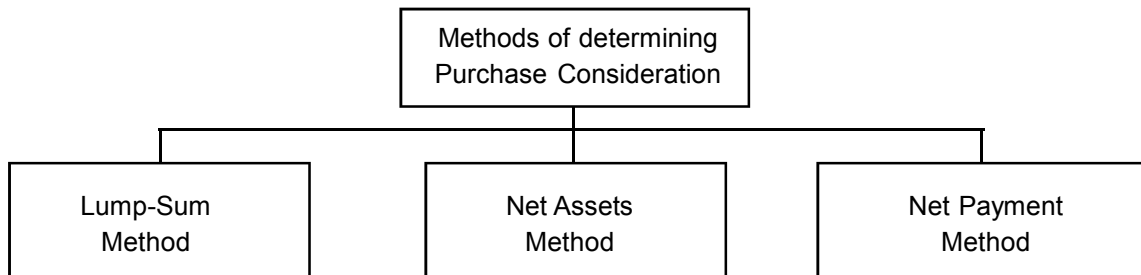 Methods of determining
Purchase Consideration
Lump-Sum
Method
Net Assets
Method
Net Payment
Method